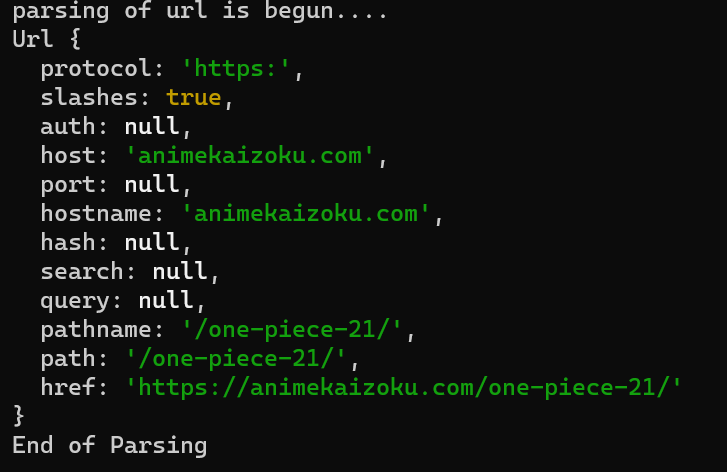 parsing of url is begun....
Url {
  protocol: 'https:',
  slashes: true,
  auth: null,
  host: 'animekaizoku.com',
  port: null,
  hostname: 'animekaizoku.com',
  hash: null,
  search: null,
  query: null,
  pathname: '/one-piece-21/',
  path: '/one-piece-21/',
  href: 'https://animekaizoku.com/one-piece-21/'
}
End of Parsing